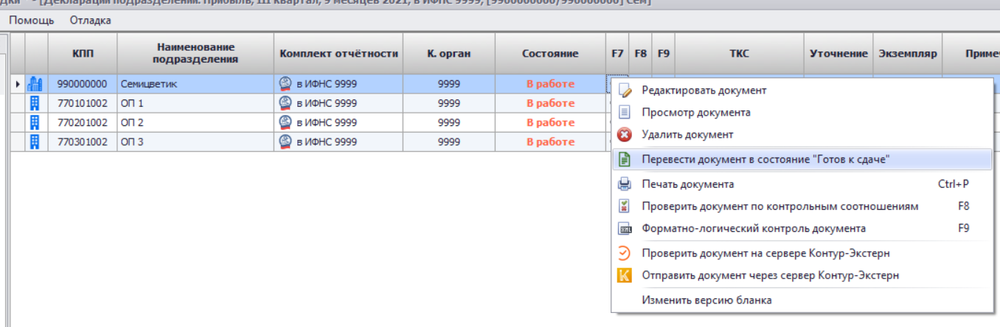 - [Декларации подразделений. Прибыль, III квартал, 9 месяцев 2021, в ИФНС 9999, [9900000000/990000000] Сем]
Помощь Отладка
КПП Наименование подразделения Комплект отчётности К. орган Состояние F7 F8 F9 ТКС Уточнение Экземпляр
990000000 Семицветик в ИФНС 9999 9999 В работе
770101002 ОП 1 в ИФНС 9999 9999 В работе
770201002 ОП 2 в ИФНС 9999 9999 В работе
770301002 ОП 3 в ИФНС 9999 9999 В работе
Редактировать документ
Просмотр документа
Удалить документ
Перевести документ в состояние "Готов к сдаче"
Печать документа Ctrl+P
Проверить документ по контрольным соотношениям F8
Форматно-логический контроль документа F9
Проверить документ на сервере Контур-Экстерн
Отправить документ через сервер Контур-Экстерн
Изменить версию бланка